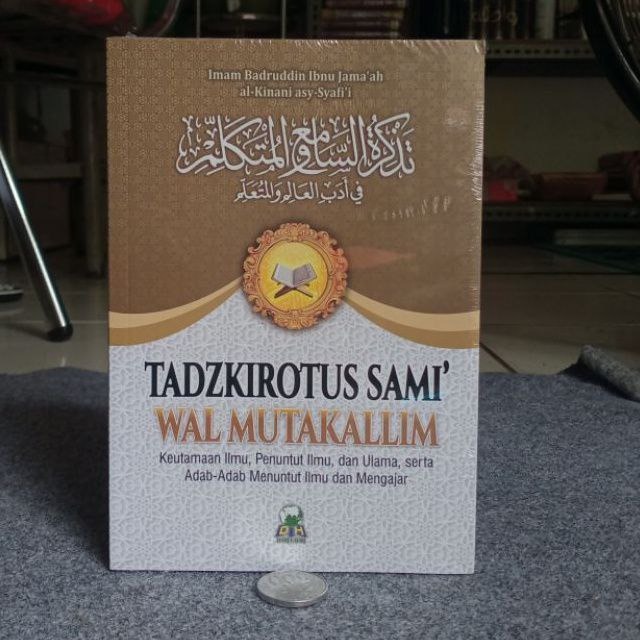 Imam Badruddin Ibnu Jama'ah
al-Kinani asy-Syafi'i
تذكرة السامع والمتكلم
في أدب العالم والمتعلم
TADZKIROTUS SAMI'
WAL MUTAKALLIM
Keutamaan Ilmu, Penuntut Ilmu, dan Ulama, serta
Adab-Adab Menuntut Ilmu dan Mengajar